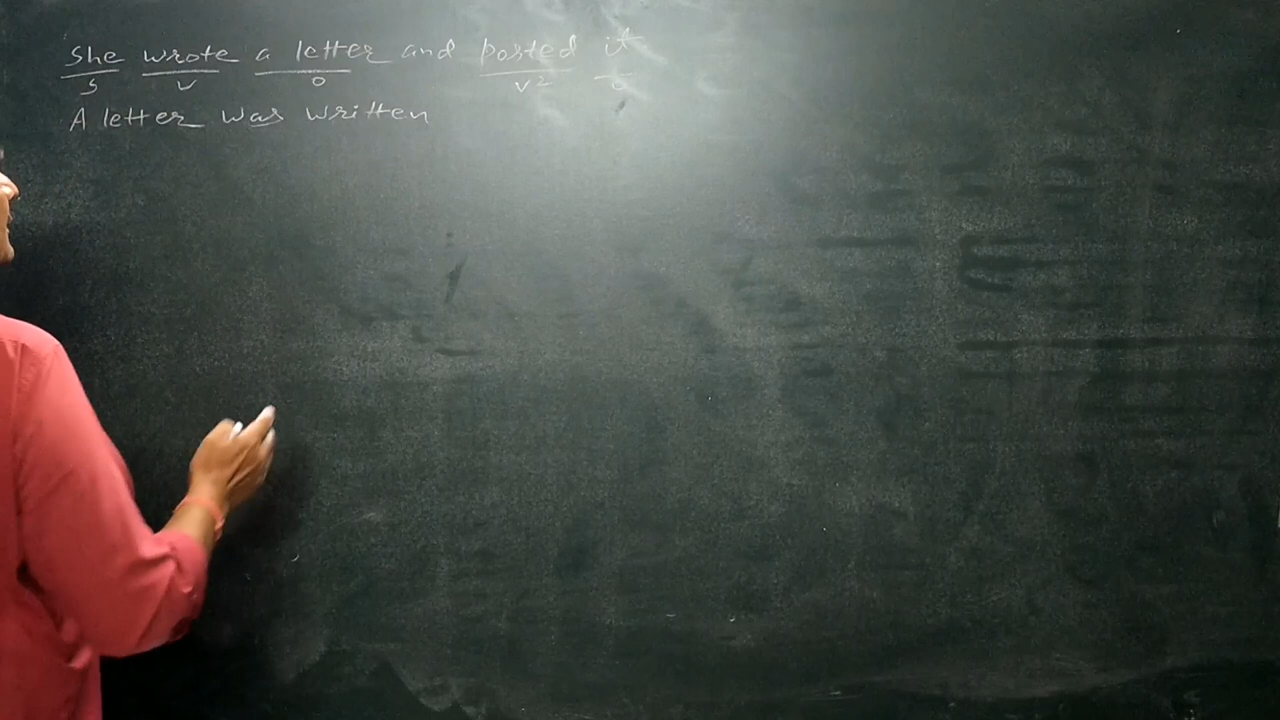 She wrote a letter and posted it
S V O V2 O
A letter was written